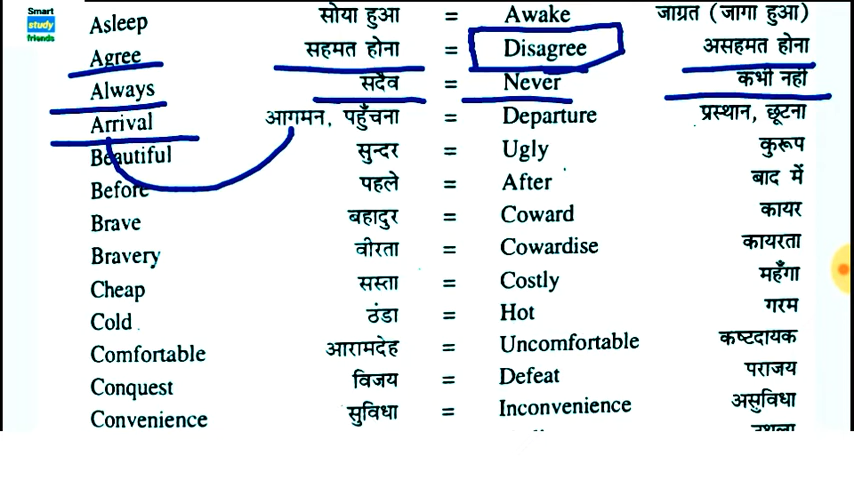 Smart
study
friends
Asleep सोया हुआ = Awake जाग्रत (जागा हुआ)
Agree सहमत होना = Disagree असहमत होना
Always सदैव = Never कभी नहीं
Arrival आगमन, पहुँचना = Departure प्रस्थान, छूटना
Beautiful सुन्दर = Ugly कुरूप
Before पहले = After बाद में
Brave बहादुर = Coward कायर
Bravery वीरता = Cowardise कायरता
Cheap सस्ता = Costly महँगा
Cold ठंडा = Hot गरम
Comfortable आरामदेह = Uncomfortable कष्टदायक
Conquest विजय = Defeat पराजय
Convenience सुविधा = Inconvenience असुविधा